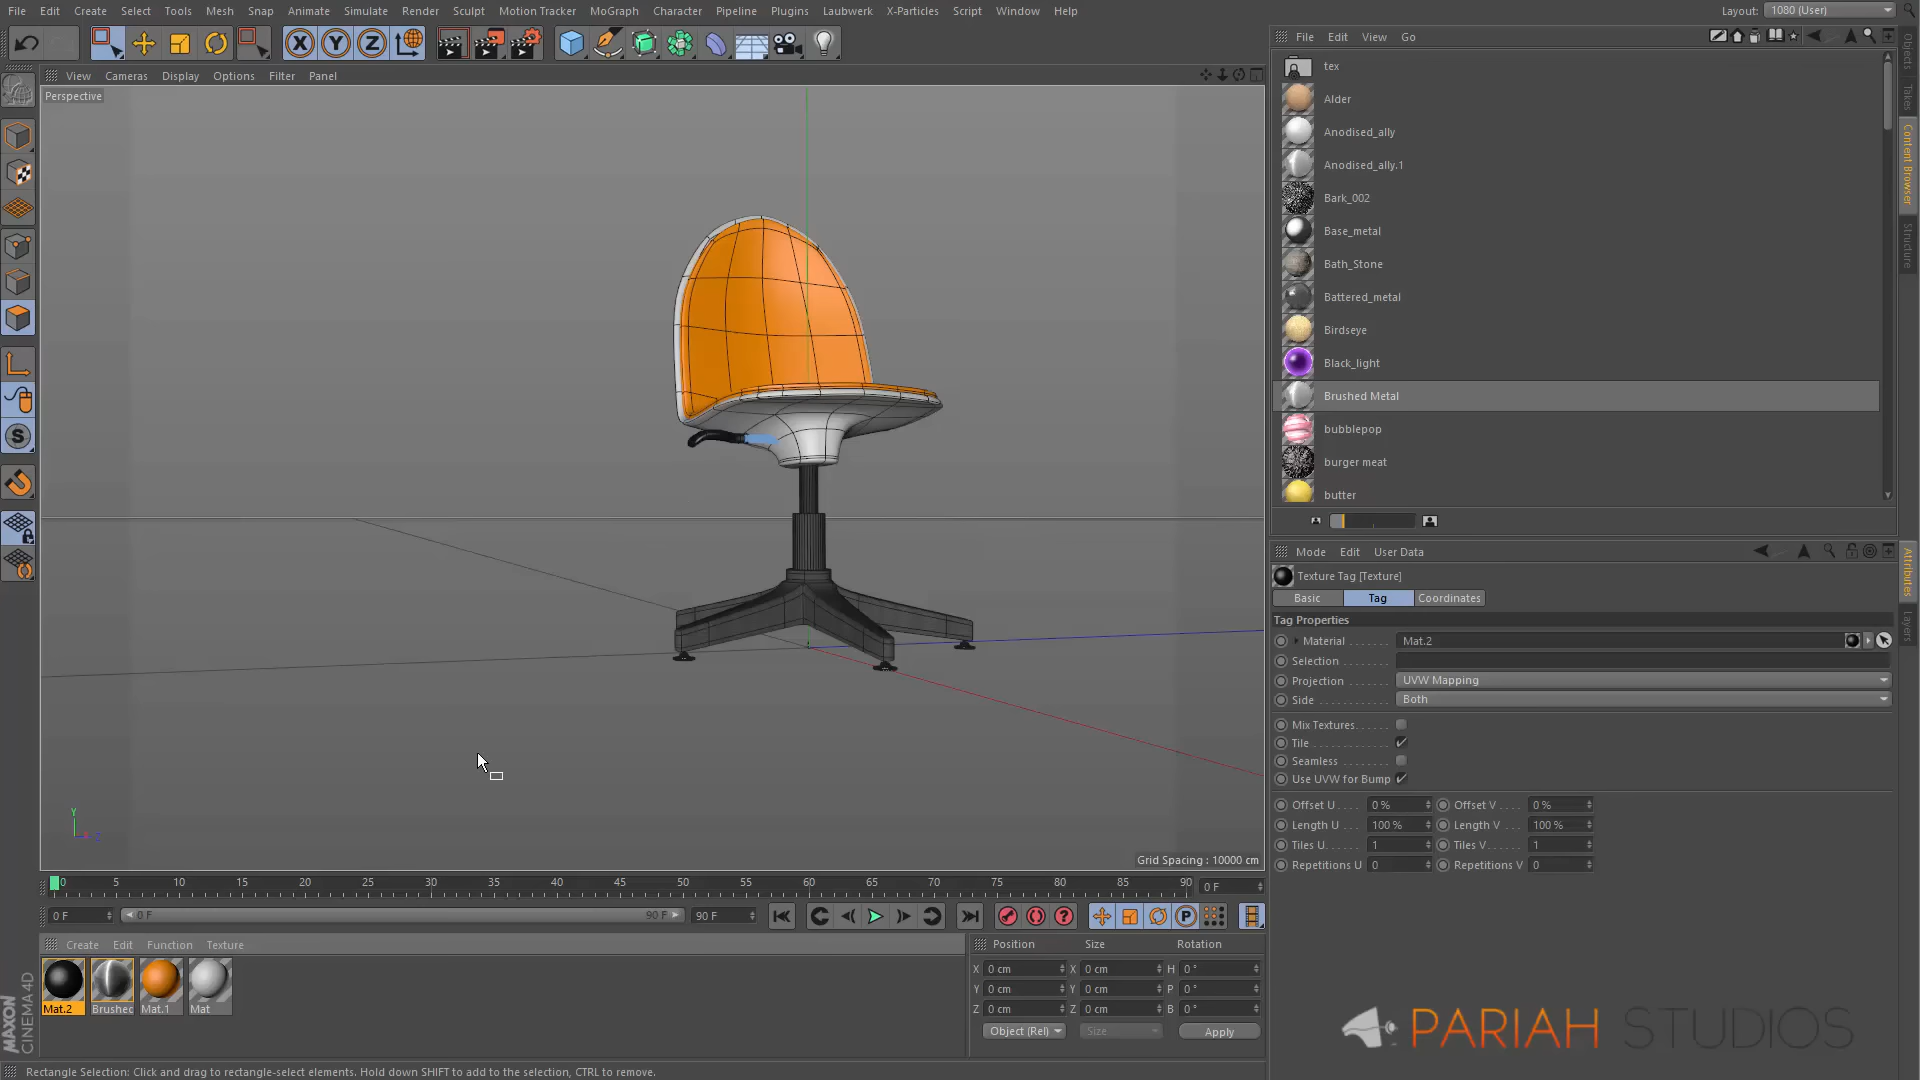 File Edit Create Select Tools Mesh Snap Animate Simulate Render Sculpt Motion Tracker MoGraph Character Pipeline Plugins Laubwerk X-Particles Script Window Help
Layout: 1080 (User)
X Y Z
File Edit View Go
View Cameras Display Options Filter Panel
Perspective
tex
Alder
Anodised_ally
Anodised_ally.1
Bark_002
Base_metal
Bath_Stone
Battered_metal
Birdseye
Black_light
Brushed Metal
bubblepop
burger meat
butter
Objects
Takes
Content Browser
Structure
S
Mode Edit User Data
Texture Tag [Texture]
Basic Tag Coordinates
Tag Properties
Material Mat.2
Selection
Projection UVW Mapping
Side Both
Mix Textures
Tile
Seamless
Use UVW for Bump
Offset U 0 % Offset V 0 %
Length U 100 % Length V 100 %
Tiles U 1 Tiles V 1
Repetitions U 0 Repetitions V 0
Attributes
Layers
Y
Grid Spacing : 10000 cm
0 5 10 15 20 25 30 35 40 45 50 55 60 65 70 75 80 85 90 0 F
0 F 0 F 90 F 90 F
P
Create Edit Function Texture
Mat.2 Brushed Mat.1 Mat
Position Size Rotation
X 0 cm X 0 cm H 0 °
Y 0 cm Y 0 cm P 0 °
Z 0 cm Z 0 cm B 0 °
Object (Rel) Size Apply
MAXON
CINEMA 4D
PARIAH STUDIOS
Rectangle Selection: Click and drag to rectangle-select elements. Hold down SHIFT to add to the selection, CTRL to remove.